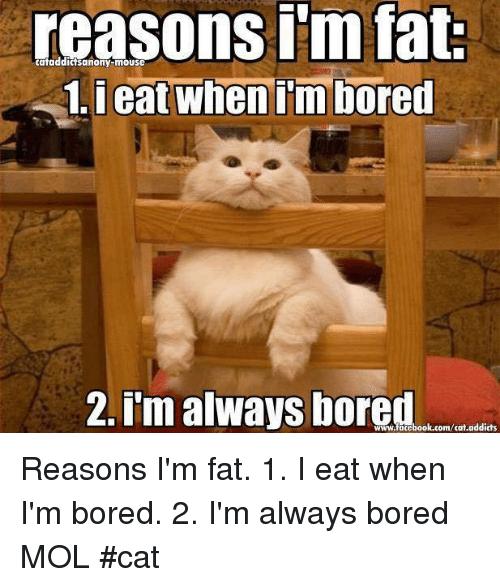 reasons i'm fat:
cataddictsanony-mouse
1. i eat when i'm bored
2. i'm always bored
www.facebook.com/cat.addicts
Reasons I'm fat. 1. I eat when
I'm bored. 2. I'm always bored
MOL #cat